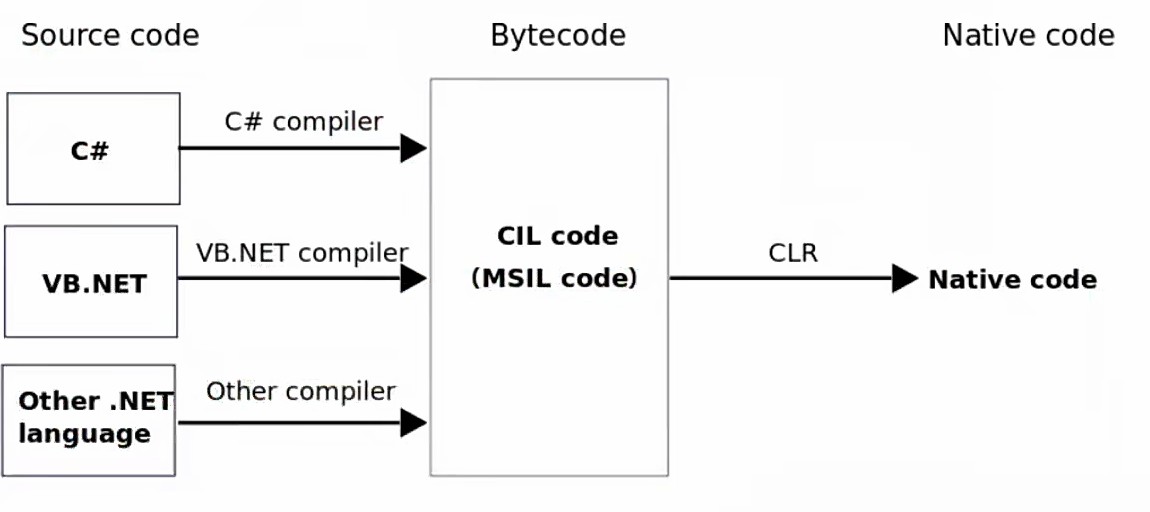 Source code
Bytecode
Native code
C#
C# compiler
VB.NET
VB.NET compiler
Other .NET
language
Other compiler
CIL code
(MSIL code)
CLR
Native code